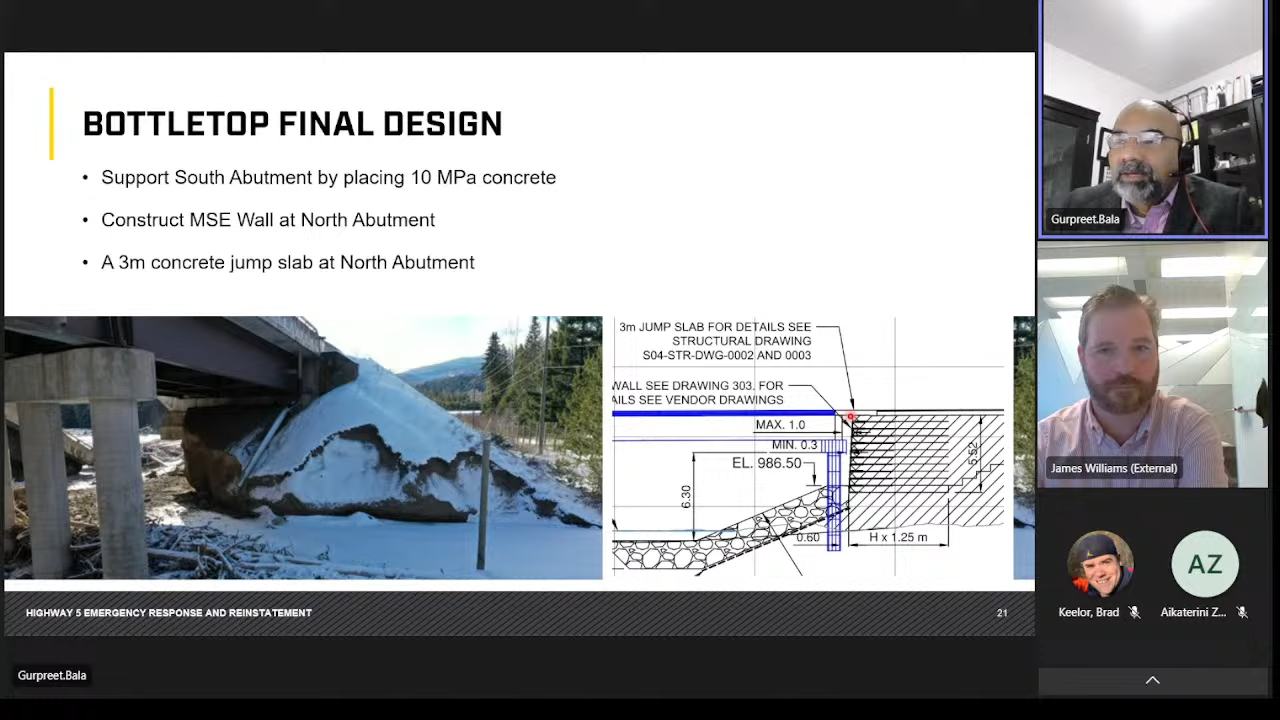 BOTTLETOP FINAL DESIGN
• Support South Abutment by placing 10 MPa concrete
• Construct MSE Wall at North Abutment
• A 3m concrete jump slab at North Abutment
3m JUMP SLAB FOR DETAILS SEE
STRUCTURAL DRAWING
S04-STR-DWG-0002 AND 0003
WALL SEE DRAWING 303. FOR
AILS SEE VENDOR DRAWINGS
MAX. 1.0
MIN. 0.3
EL. 986.50
6.30
5.52
0.60
H x 1.25 m
HIGHWAY 5 EMERGENCY RESPONSE AND REINSTATEMENT
21
Gurpreet.Bala
Gurpreet.Bala
James Williams (External)
AZ
Keelor, Brad
Aikaterini Z...